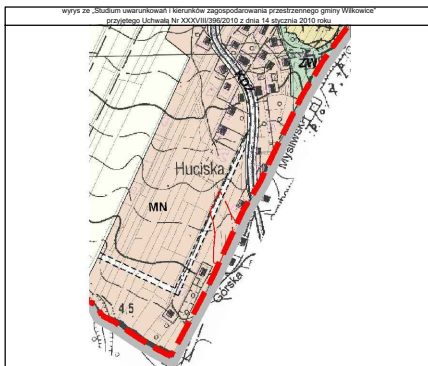 wyrys ze „Studium uwarunkowań i kierunków zagospodarowania przestrzennego gminy Wilkowice"
przyjętego Uchwałą Nr XXXVIII/396/2010 z dnia 14 stycznia 2010 roku
ZW
Myśliwska
Huciska
MN
Górska
4,5